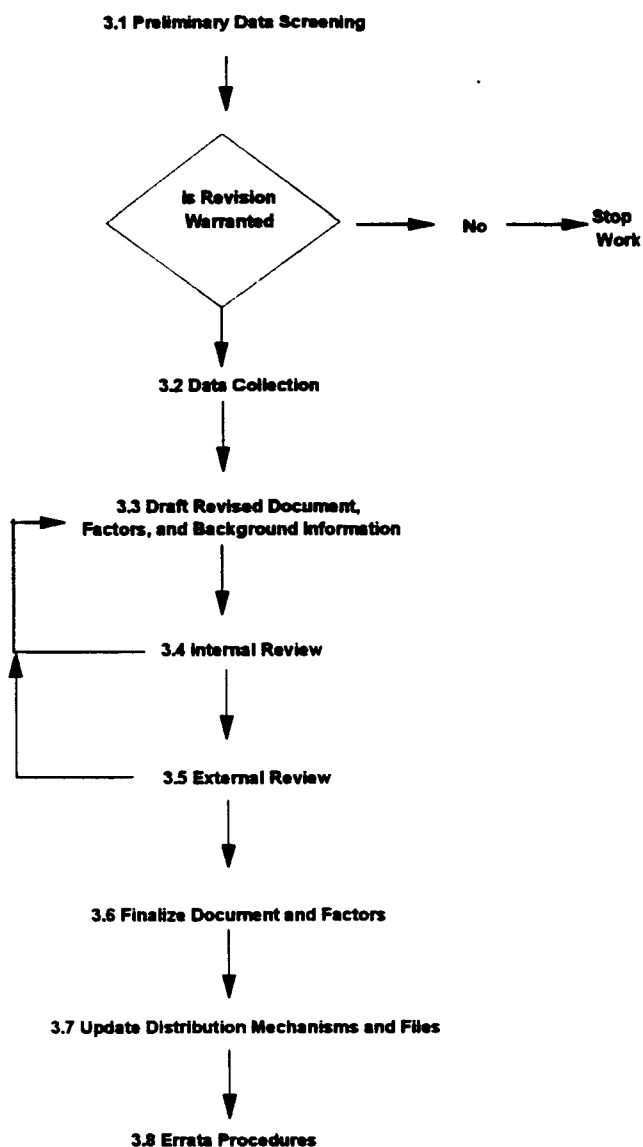 3.1 Preliminary Data Screening
Is Revision
Warranted
No
Stop
Work
3.2 Data Collection
3.3 Draft Revised Document,
Factors, and Background Information
3.4 Internal Review
3.5 External Review
3.6 Finalize Document and Factors
3.7 Update Distribution Mechanisms and Files
3.8 Errata Procedures